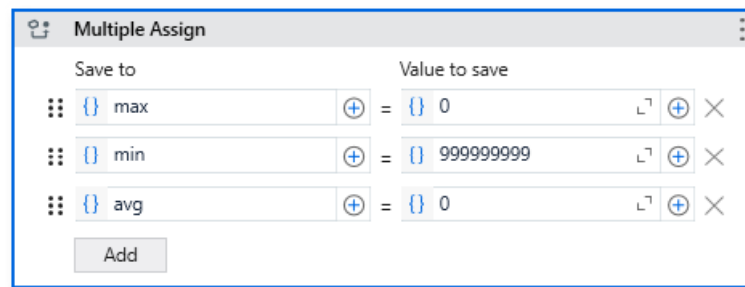 Multiple Assign
Save to Value to save
{} max = {} 0
{} min = {} 999999999
{} avg = {} 0
Add